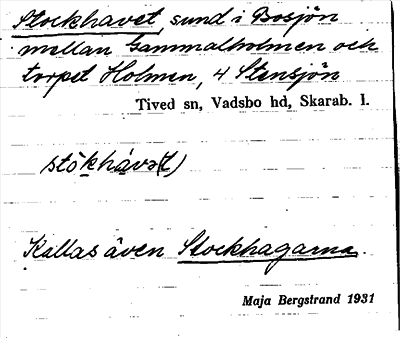 Stockhavet, sund i Bosjön
mellan Gammalholmen och
torpet Holmen, 4 Stensjön
Tived sn, Vadsbo hd, Skarab. l.
stòkháva(t)
Kallas även Stockhagarna.
Maja Bergstrand 1931